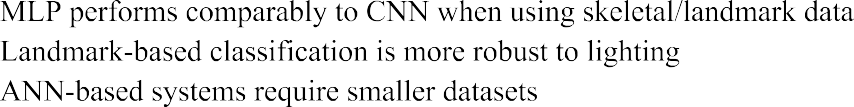 MLP performs comparably to CNN when using skeletal/landmark data
Landmark-based classification is more robust to lighting
ANN-based systems require smaller datasets